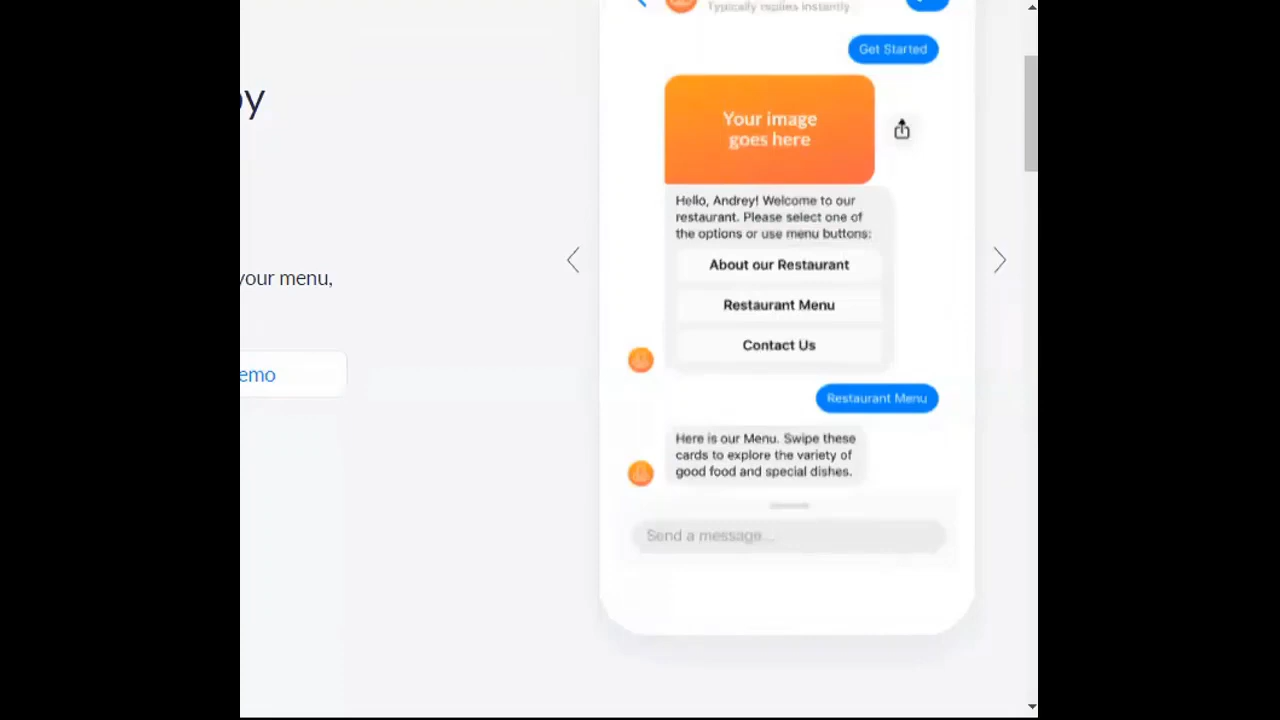 Typically replies instantly
Get Started
by
Your image
goes here
Hello, Andrey! Welcome to our
restaurant. Please select one of
the options or use menu buttons:
your menu,
About our Restaurant
Restaurant Menu
Contact Us
emo
Restaurant Menu
Here is our Menu. Swipe these
cards to explore the variety of
good food and special dishes.
Send a message...